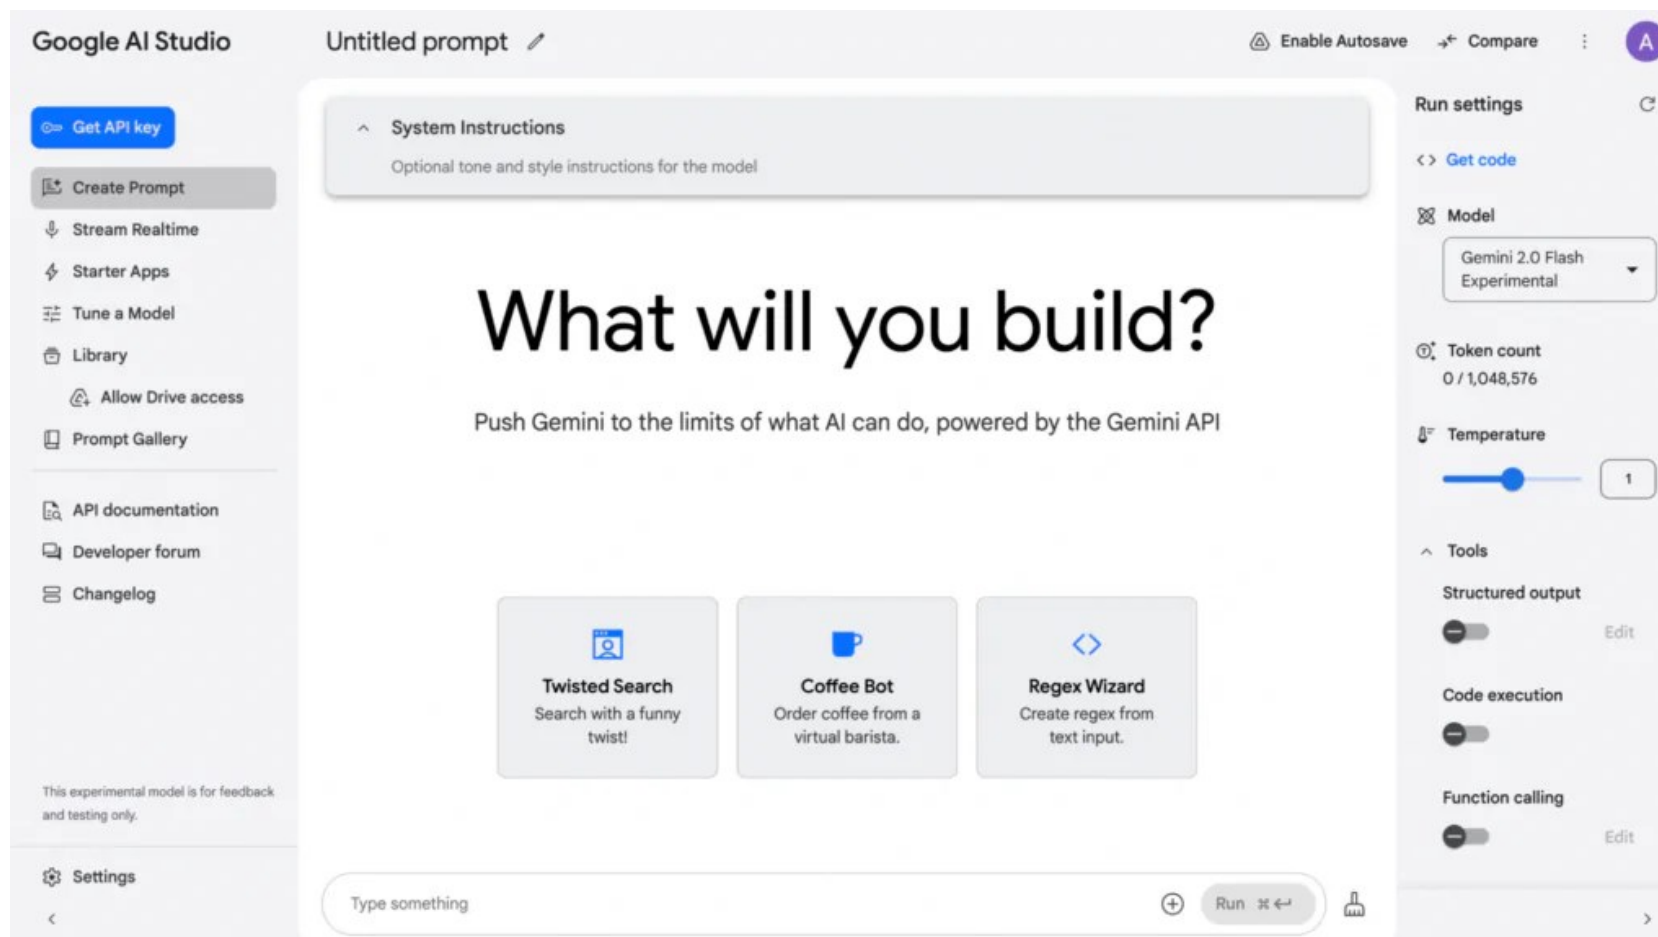 Google AI Studio
Untitled prompt
Enable Autosave
Compare
A
Get API key
Create Prompt
Stream Realtime
Starter Apps
Tune a Model
Library
Allow Drive access
Prompt Gallery
API documentation
Developer forum
Changelog
This experimental model is for feedback
and testing only.
Settings
System Instructions
Optional tone and style instructions for the model
What will you build?
Push Gemini to the limits of what AI can do, powered by the Gemini API
Twisted Search
Search with a funny
twist!
Coffee Bot
Order coffee from a
virtual barista.
Regex Wizard
Create regex from
text input.
Type something
Run ⌘↩
Run settings
Get code
Model
Gemini 2.0 Flash
Experimental
Token count
0 / 1,048,576
Temperature
1
Tools
Structured output
Edit
Code execution
Function calling
Edit